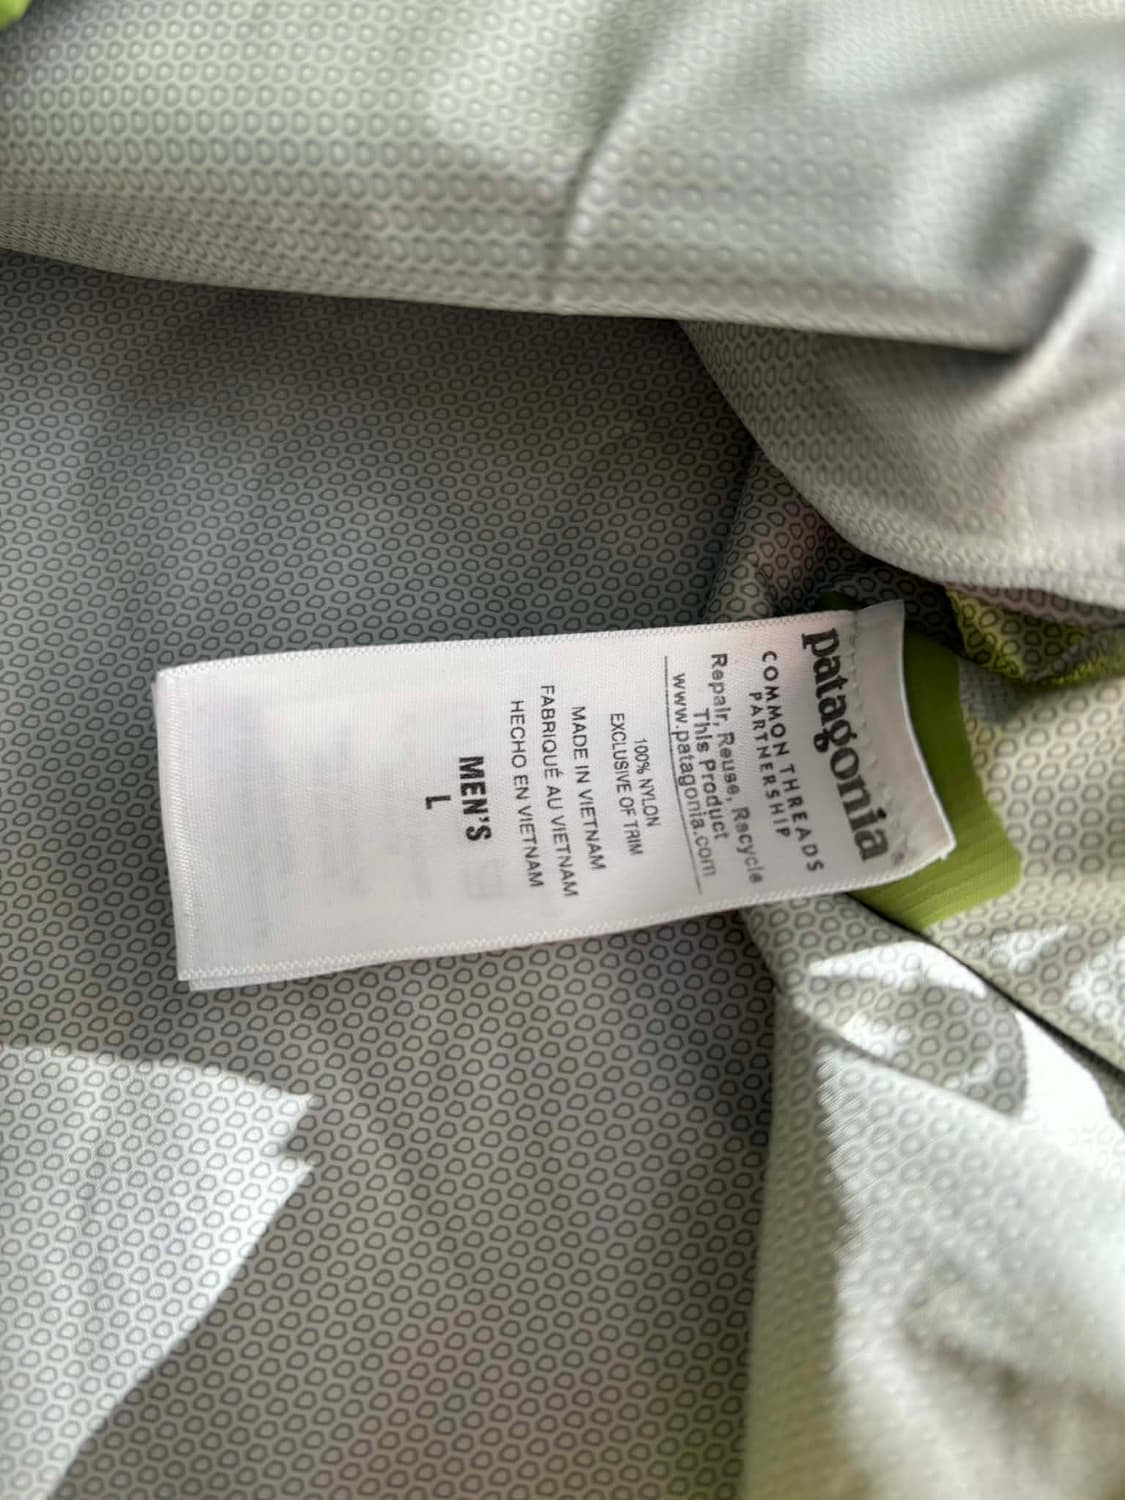 patagonia®
COMMON THREADS
PARTNERSHIP
Repair, Reuse, Recycle
This Product
www.patagonia.com
100% NYLON
EXCLUSIVE OF TRIM
MADE IN VIETNAM
FABRIQUÉ AU VIETNAM
HECHO EN VIETNAM
MEN'S
L